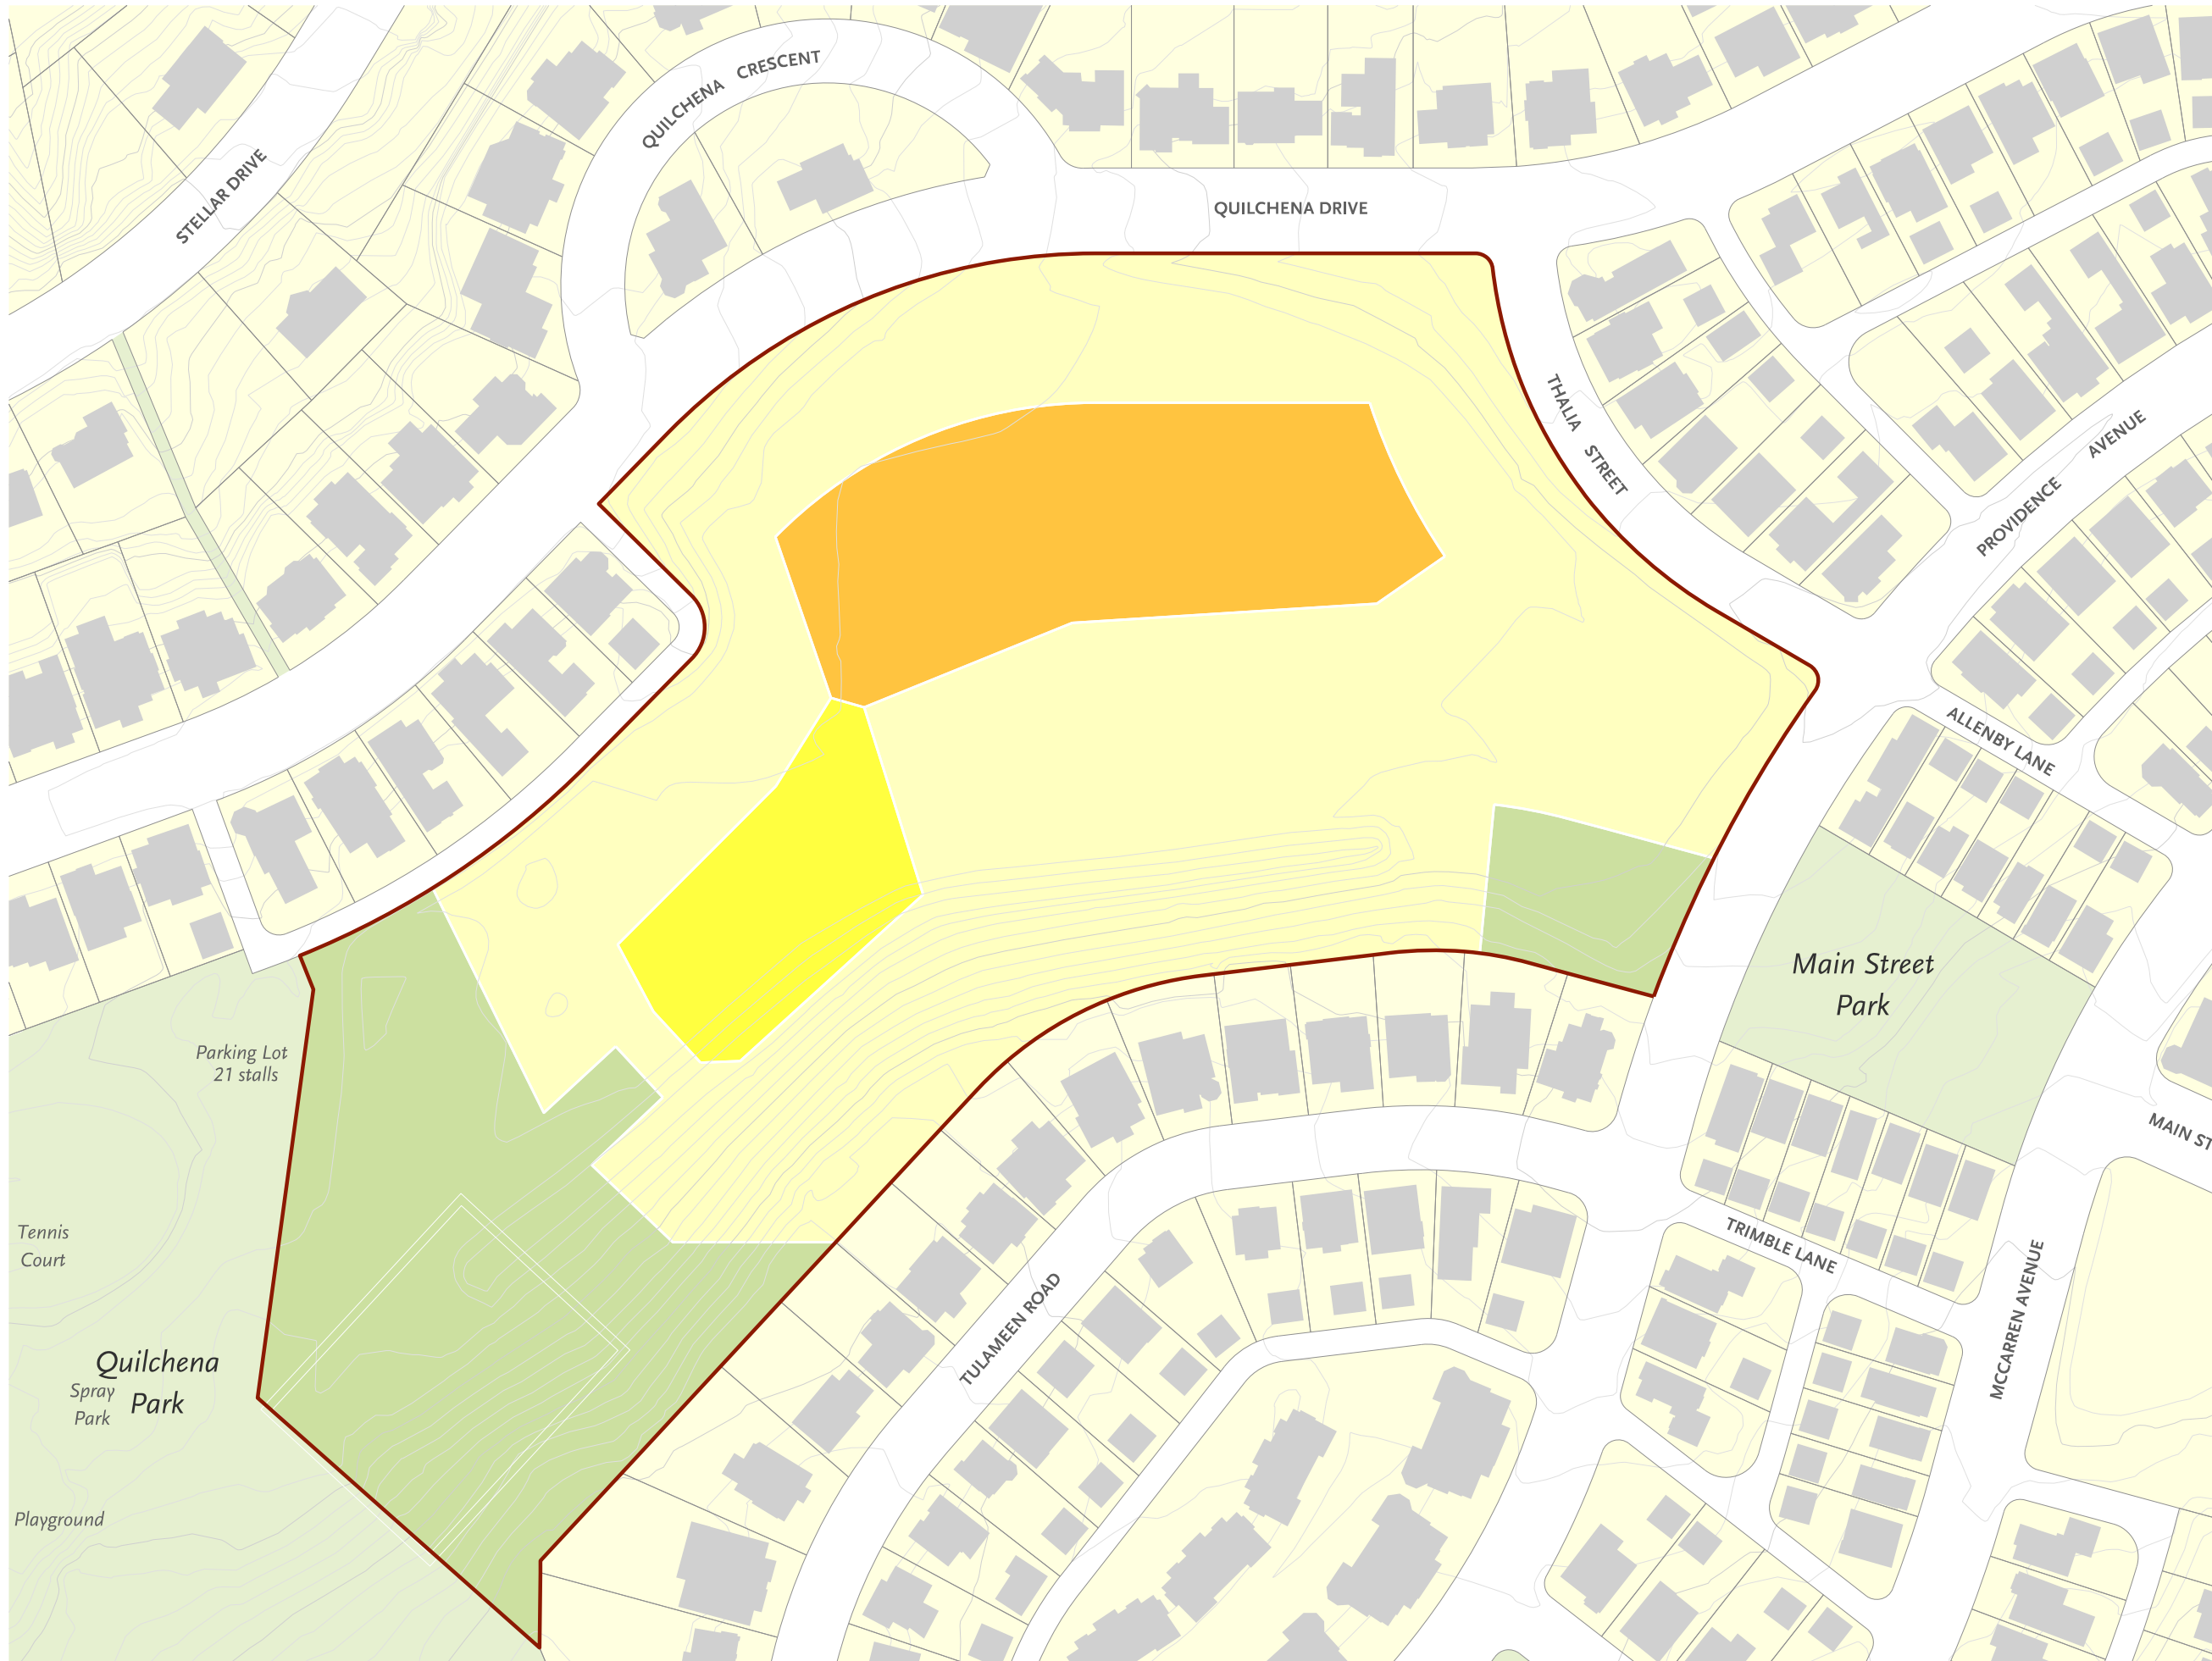 QUILCHENA CRESCENT
STELLAR DRIVE
QUILCHENA DRIVE
THALIA STREET
PROVIDENCE AVENUE
ALLENBY LANE
Main Street
Park
Parking Lot
21 stalls
MAIN ST
Tennis
Court
TRIMBLE LANE
TULAMEEN ROAD
MCCARREN AVENUE
Quilchena
Park
Spray
Park
Playground